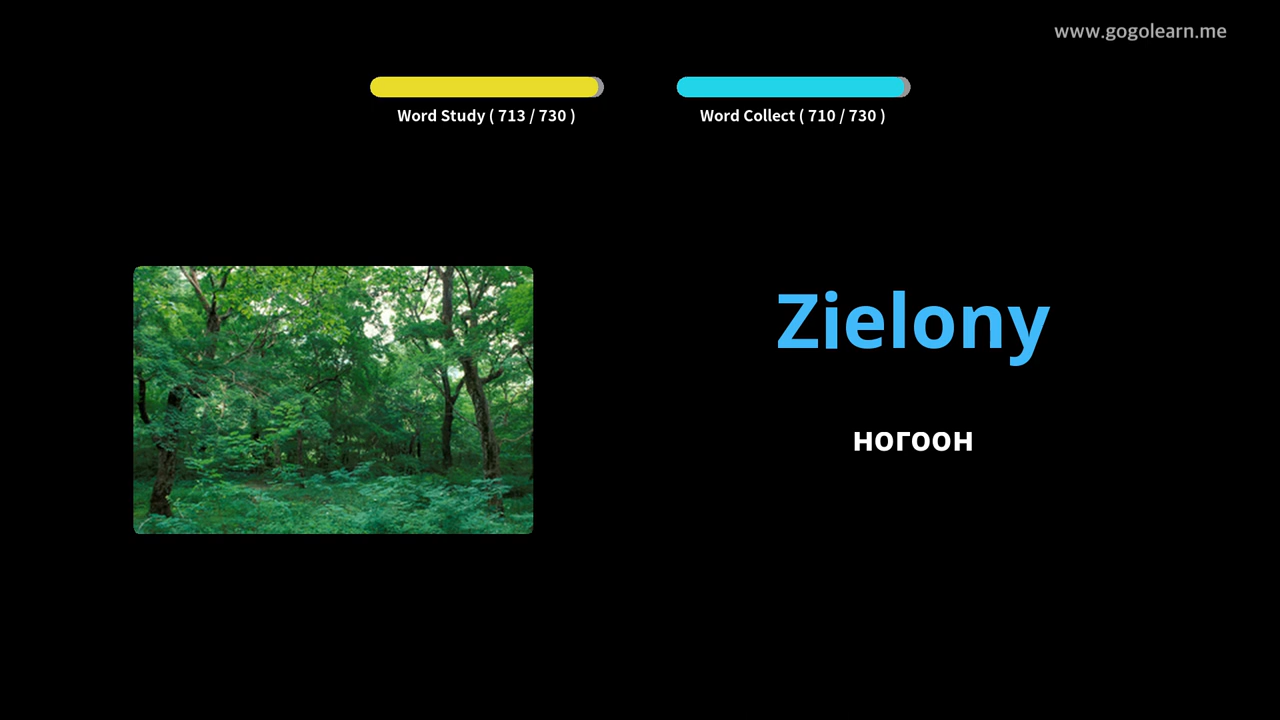 www.gogolearn.me
Word Study ( 713 / 730 )
Word Collect ( 710 / 730 )
Zielony
ногоон